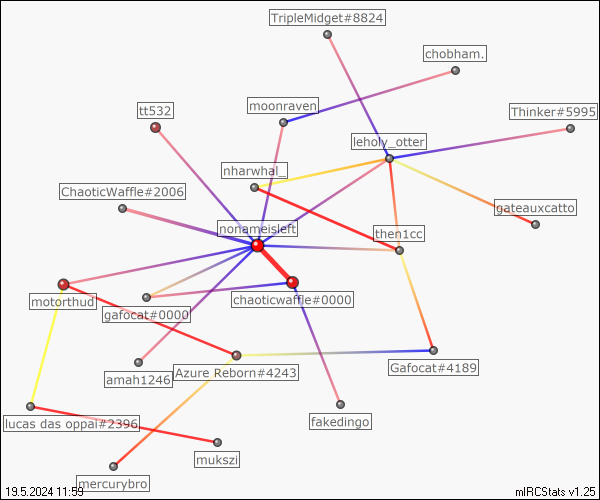 TripleMidget#8824
chobham.
moonraven
tt532
Thinker#5995
leholy_otter
nharwhal_
ChaoticWaffle#2006
gateauxcatto
nonameisleft
then1cc
chaoticwaffle#0000
motorthud
gafocat#0000
Gafocat#4189
Azure Reborn#4243
amah1246
fakedingo
lucas das oppai#2396
mukszi
mercurybro
19.5.2024 11:59
mIRCStats v1.25